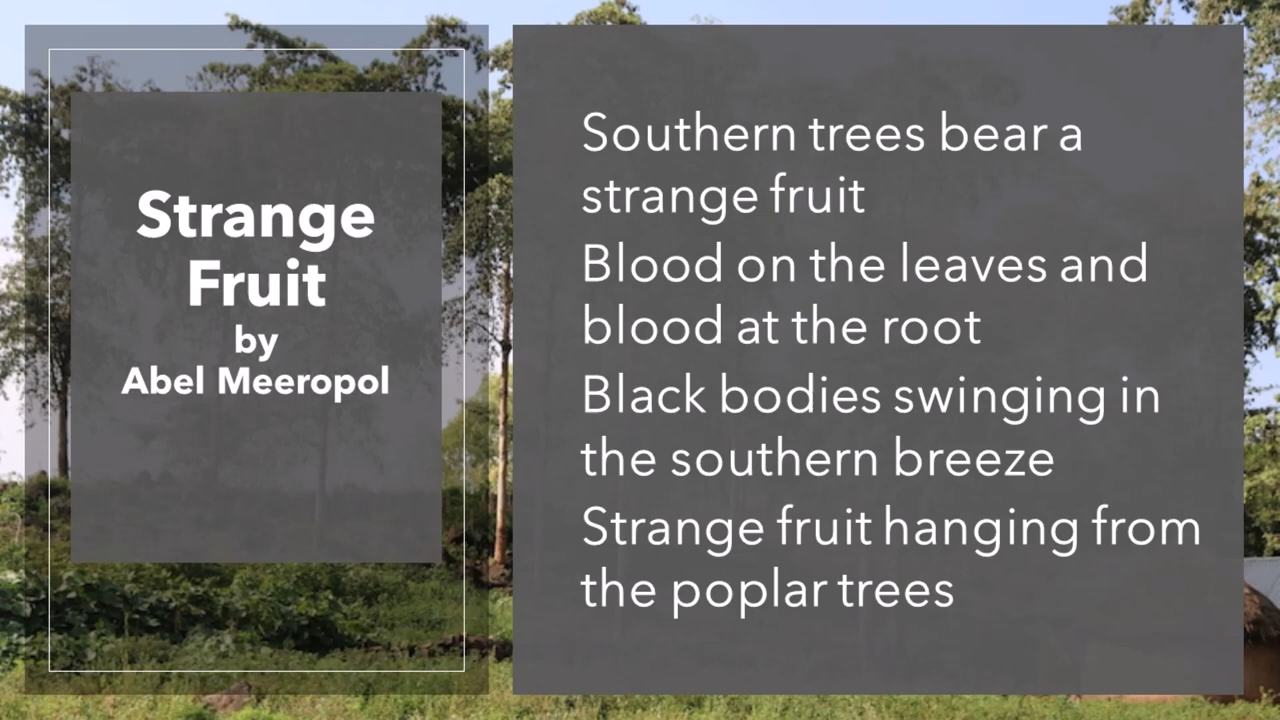 Strange
Fruit
by
Abel Meeropol
Southern trees bear a
strange fruit
Blood on the leaves and
blood at the root
Black bodies swinging in
the southern breeze
Strange fruit hanging from
the poplar trees